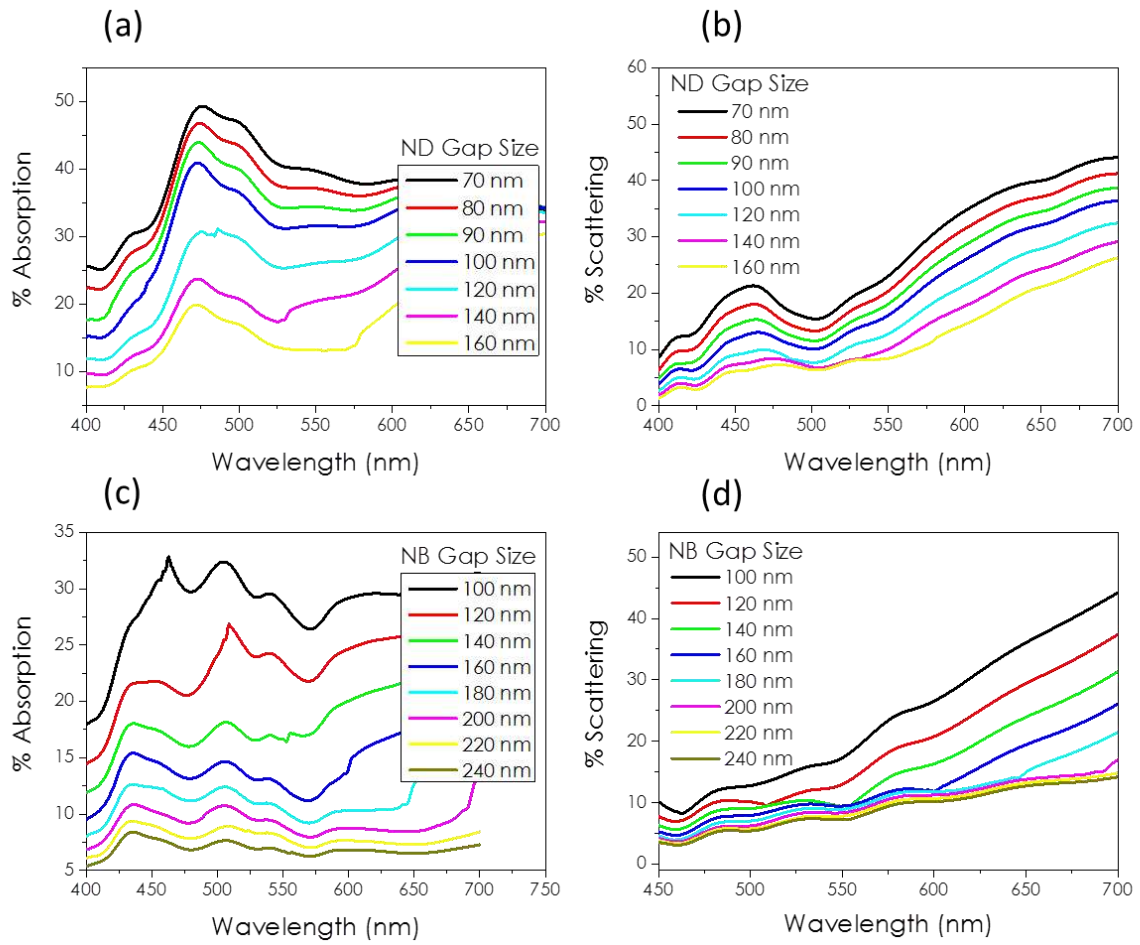 (a)
% Absorption
50
40
30
20
10
400 450 500 550 600 650 700
Wavelength (nm)
ND Gap Size
70 nm
80 nm
90 nm
100 nm
120 nm
140 nm
160 nm
(b)
% Scattering
60
50
40
30
20
10
0
400 450 500 550 600 650 700
Wavelength (nm)
ND Gap Size
70 nm
80 nm
90 nm
100 nm
120 nm
140 nm
160 nm
(c)
% Absorption
35
30
25
20
15
10
5
400 450 500 550 600 650 700 750
Wavelength (nm)
NB Gap Size
100 nm
120 nm
140 nm
160 nm
180 nm
200 nm
220 nm
240 nm
(d)
% Scattering
50
40
30
20
10
0
450 500 550 600 650 700
Wavelength (nm)
NB Gap Size
100 nm
120 nm
140 nm
160 nm
180 nm
200 nm
220 nm
240 nm